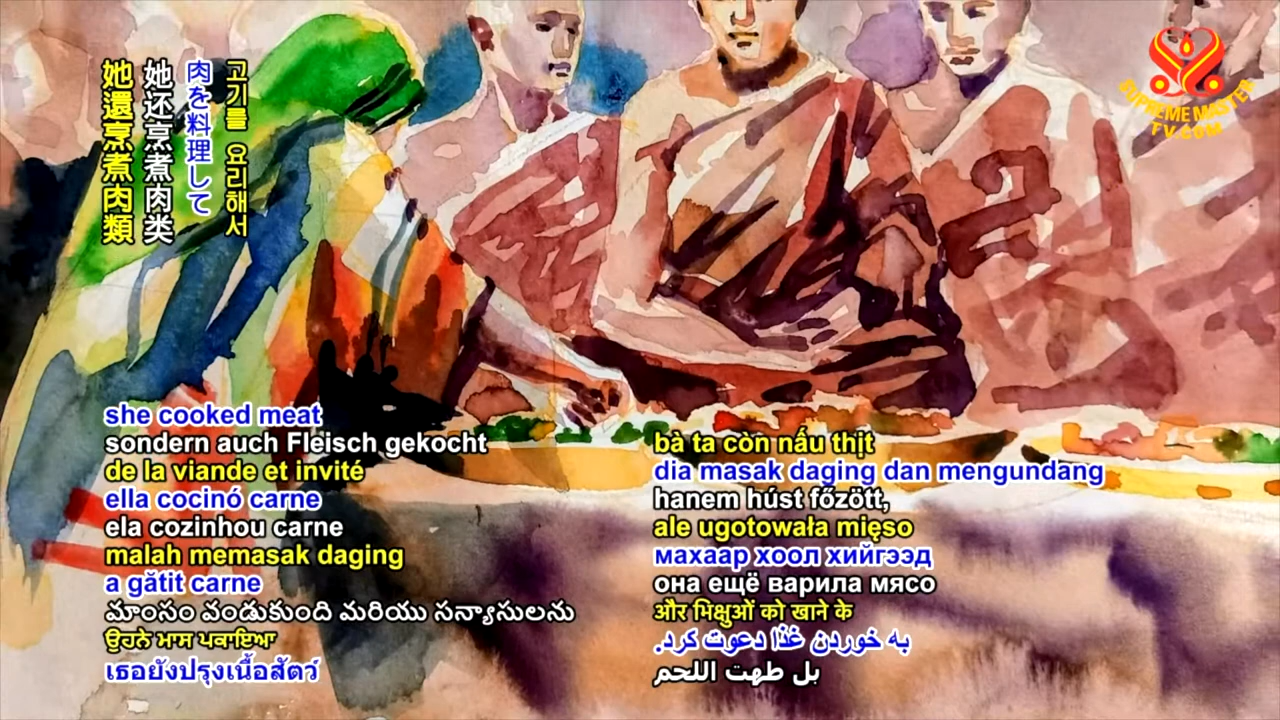 她還烹煮肉類
她还烹煮肉类
肉を料理して
고기를 요리해서
SUPREME MASTER
TV.COM
she cooked meat
sondern auch Fleisch gekocht
de la viande et invité
ella cocinó carne
ela cozinhou carne
malah memasak daging
a gătit carne
మాంసం వండుకుంది మరియు సన్యాసులను
ਉਹਨੇ ਮਾਸ ਪਕਾਇਆ
เธอยังปรุงเนื้อสัตว์
bà ta còn nấu thịt
dia masak daging dan mengundang
hanem húst főzött,
ale ugotowała mięso
махаар хоол хийгээд
она ещё варила мясо
और भिक्षुओं को खाने के
به خوردن غذا دعوت کرد.
بل طهت اللحم